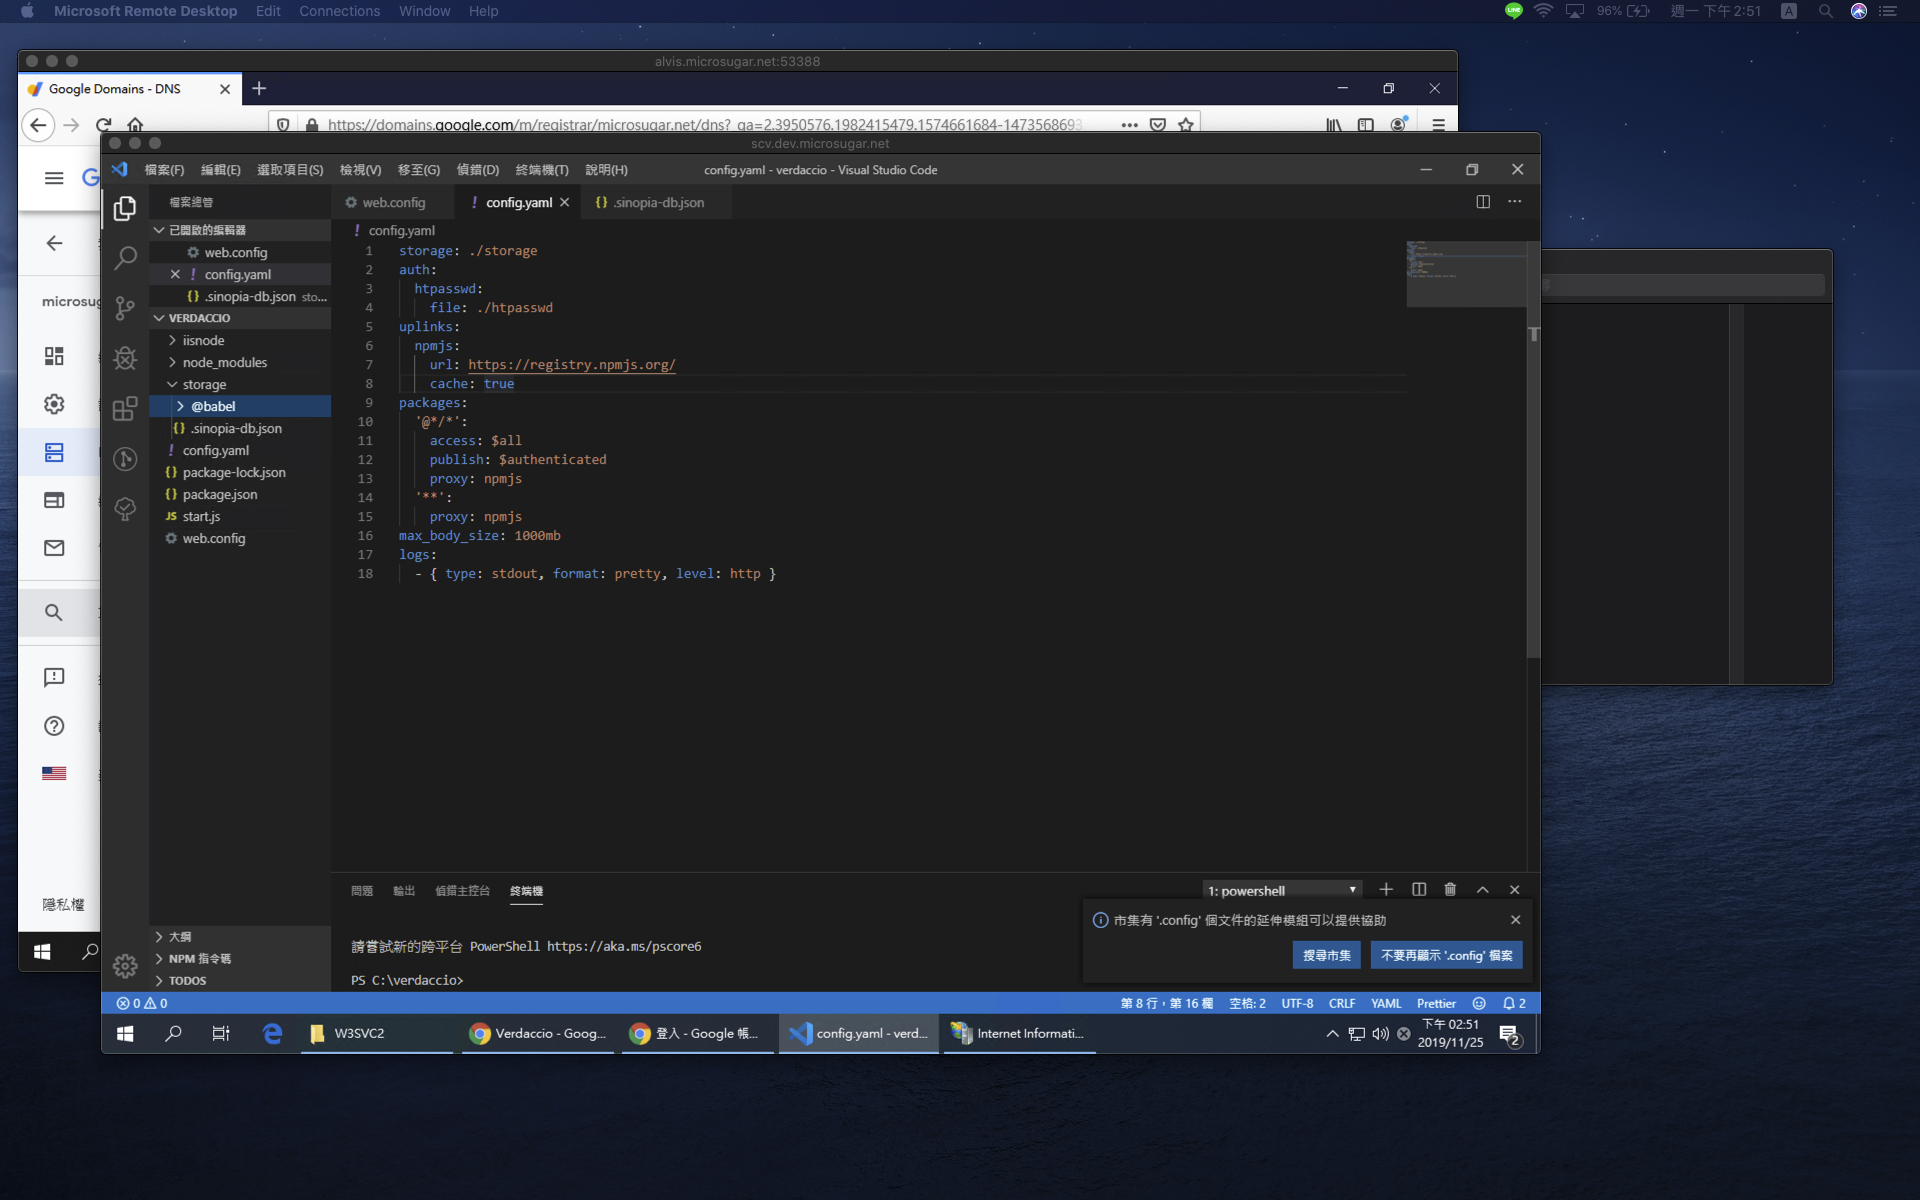 Microsoft Remote Desktop Edit Connections Window Help
LINE 96% 週一 下午 2:51 A
alvis.microsugar.net:53388
Google Domains - DNS
https://domains.google.com/m/registrar/microsugar.net/dns?_ga=2.3950576.1982415479.1574661684-1473568693
scv.dev.microsugar.net
檔案(F) 編輯(E) 選取項目(S) 檢視(V) 移至(G) 偵錯(D) 終端機(T) 說明(H) config.yaml - verdaccio - Visual Studio Code
G
microsug
隱私權
檔案總管
已開啟的編輯器
web.config
config.yaml
.sinopia-db.json sto...
VERDACCIO
iisnode
node_modules
storage
@babel
.sinopia-db.json
config.yaml
package-lock.json
package.json
JS start.js
web.config
大綱
NPM 指令碼
TODOS
web.config config.yaml .sinopia-db.json
config.yaml
1 storage: ./storage
2 auth:
3 htpasswd:
4 file: ./htpasswd
5 uplinks:
6 npmjs:
7 url: https://registry.npmjs.org/
8 cache: true
9 packages:
10 '@*/*':
11 access: $all
12 publish: $authenticated
13 proxy: npmjs
14 '**':
15 proxy: npmjs
16 max_body_size: 1000mb
17 logs:
18 - { type: stdout, format: pretty, level: http }
問題 輸出 偵錯主控台 終端機 1: powershell
請嘗試新的跨平台 PowerShell https://aka.ms/pscore6
PS C:\verdaccio>
市集有 '.config' 個文件的延伸模組可以提供協助
搜尋市集 不要再顯示 '.config' 檔案
0 0 第 8 行，第 16 欄 空格: 2 UTF-8 CRLF YAML Prettier 2
W3SVC2 Verdaccio - Goog... 登入 - Google 帳... config.yaml - verd... Internet Informati...
下午 02:51
2019/11/25
2